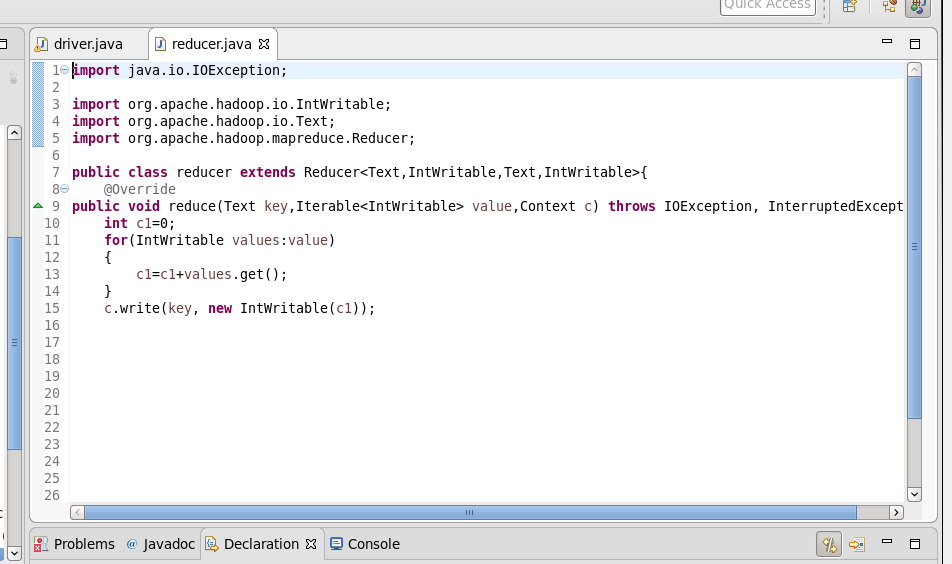 Quick Access
driver.java
reducer.java
1 import java.io.IOException;
2
3 import org.apache.hadoop.io.IntWritable;
4 import org.apache.hadoop.io.Text;
5 import org.apache.hadoop.mapreduce.Reducer;
6
7 public class reducer extends Reducer<Text,IntWritable,Text,IntWritable>{
8 @Override
9 public void reduce(Text key,Iterable<IntWritable> value,Context c) throws IOException, InterruptedExcept
10 int c1=0;
11 for(IntWritable values:value)
12 {
13 c1=c1+values.get();
14 }
15 c.write(key, new IntWritable(c1));
16
17
18
19
20
21
22
23
24
25
26
Problems @ Javadoc Declaration Console